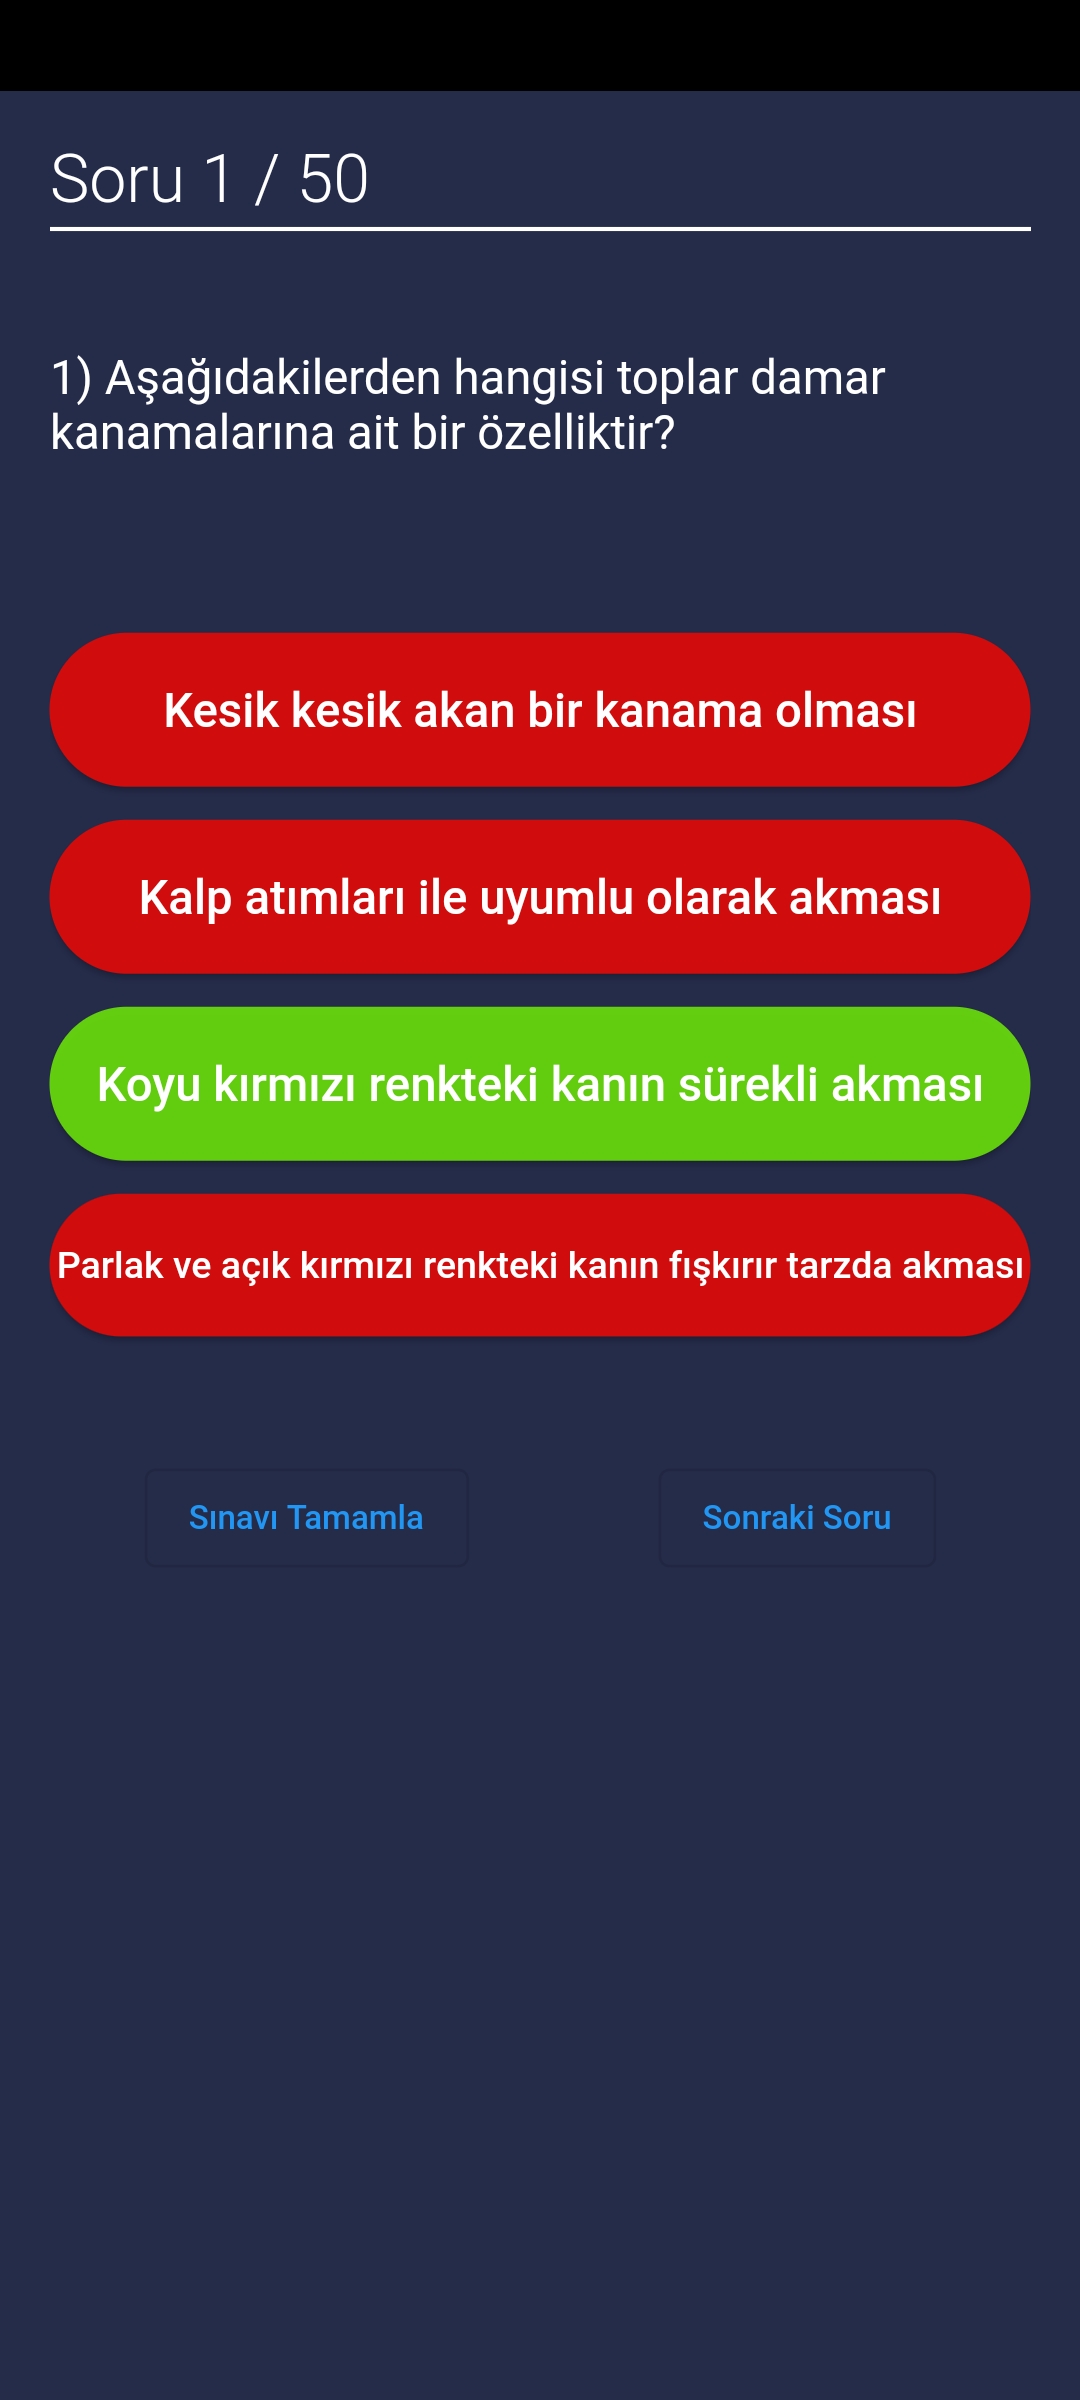 Soru 1 / 50
1) Aşağıdakilerden hangisi toplar damar
kanamalarına ait bir özelliktir?
Kesik kesik akan bir kanama olması
Kalp atımları ile uyumlu olarak akması
Koyu kırmızı renkteki kanın sürekli akması
Parlak ve açık kırmızı renkteki kanın fışkırır tarzda akması
Sınavı Tamamla
Sonraki Soru